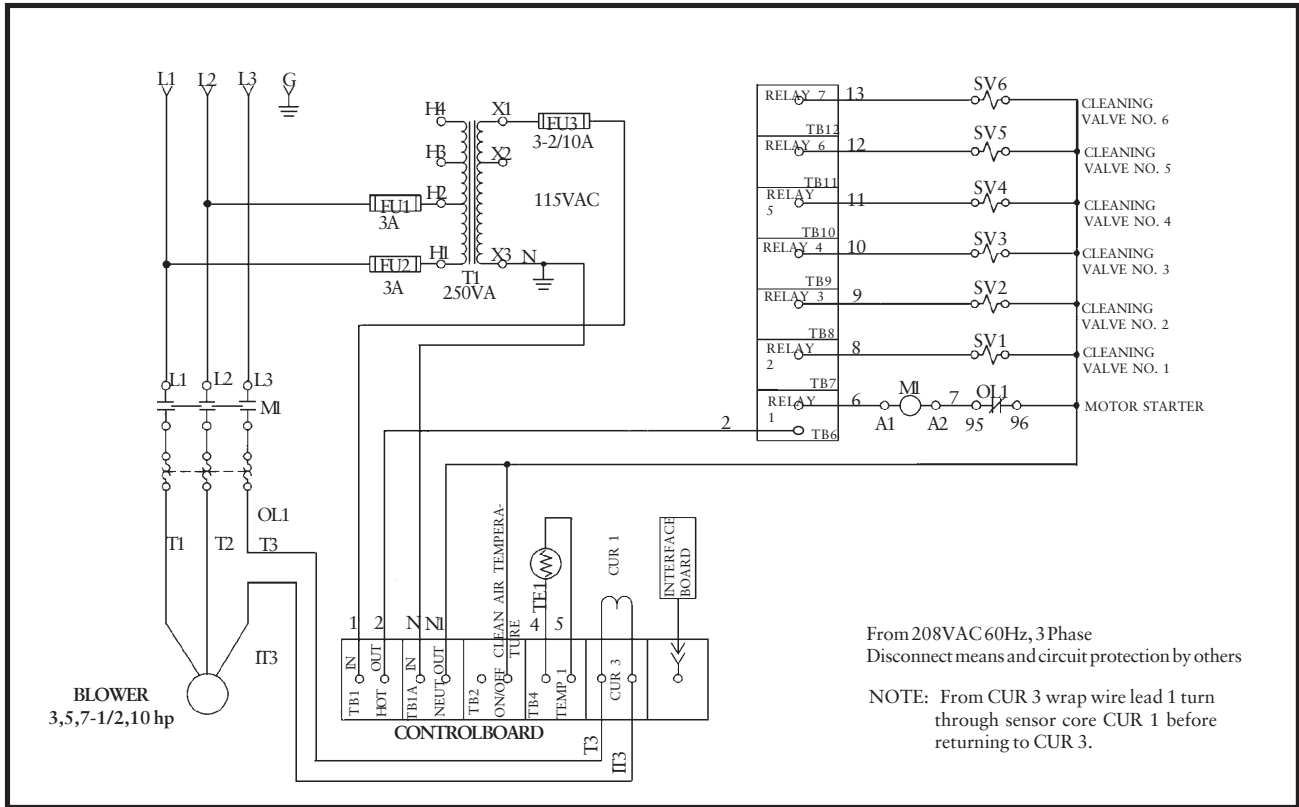 L1 L2 L3 G
H4 X1
FU3
3-2/10A
H3 X2
H2
FU1
3A
115VAC
H1 X3 N
FU2
3A
T1
250VA
RELAY 7 13 SV6
CLEANING
VALVE NO. 6
TB12
RELAY 6 12 SV5
CLEANING
VALVE NO. 5
TB11
RELAY
5 11 SV4
CLEANING
VALVE NO. 4
TB10
RELAY 4 10 SV3
CLEANING
VALVE NO. 3
TB9
RELAY 3 9 SV2
CLEANING
VALVE NO. 2
TB8
RELAY
2 8 SV1
CLEANING
VALVE NO. 1
TB7
RELAY
1 6 M1 7 OL1
MOTOR STARTER
A1 A2 95 96
2 TB6
L1 L2 L3
M1
OL1
T1 T2 T3
IT3
BLOWER
3,5,7-1/2,10 hp
1 2 N N1
CLEAN AIR TEMPERA-
TURE
TE1
4 5
CUR 1
INTERFACE
BOARD
TB1 IN
HOT OUT
TB1A IN
NEUT OUT
TB2
ON/OFF
TB4
TEMP 1
CUR 3
CONTROLBOARD
T3
IT3
From 208VAC 60Hz, 3 Phase
Disconnect means and circuit protection by others
NOTE: From CUR 3 wrap wire lead 1 turn
through sensor core CUR 1 before
returning to CUR 3.